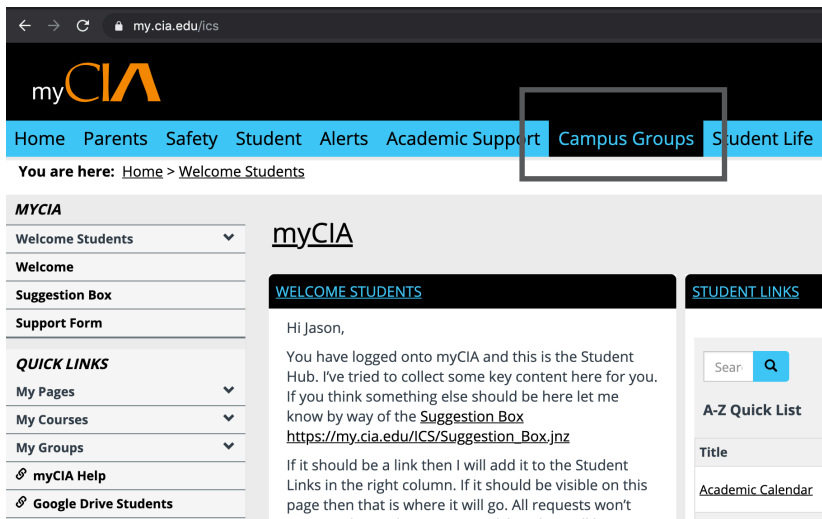 my.cia.edu/ics
myCIA
Home Parents Safety Student Alerts Academic Support Campus Groups Student Life
You are here: Home > Welcome Students
MYCIA
Welcome Students
Welcome
Suggestion Box
Support Form
QUICK LINKS
My Pages
My Courses
My Groups
myCIA Help
Google Drive Students
myCIA
WELCOME STUDENTS
Hi Jason,
You have logged onto myCIA and this is the Student
Hub. I've tried to collect some key content here for you.
If you think something else should be here let me
know by way of the Suggestion Box
https://my.cia.edu/ICS/Suggestion_Box.jnz
If it should be a link then I will add it to the Student
Links in the right column. If it should be visible on this
page then that is where it will go. All requests won't
STUDENT LINKS
Sear
A-Z Quick List
Title
Academic Calendar